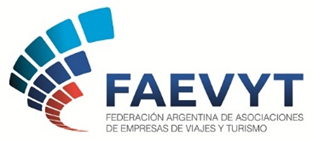 FAEVYT
FEDERACIÓN ARGENTINA DE ASOCIACIONES
DE EMPRESAS DE VIAJES Y TURISMO